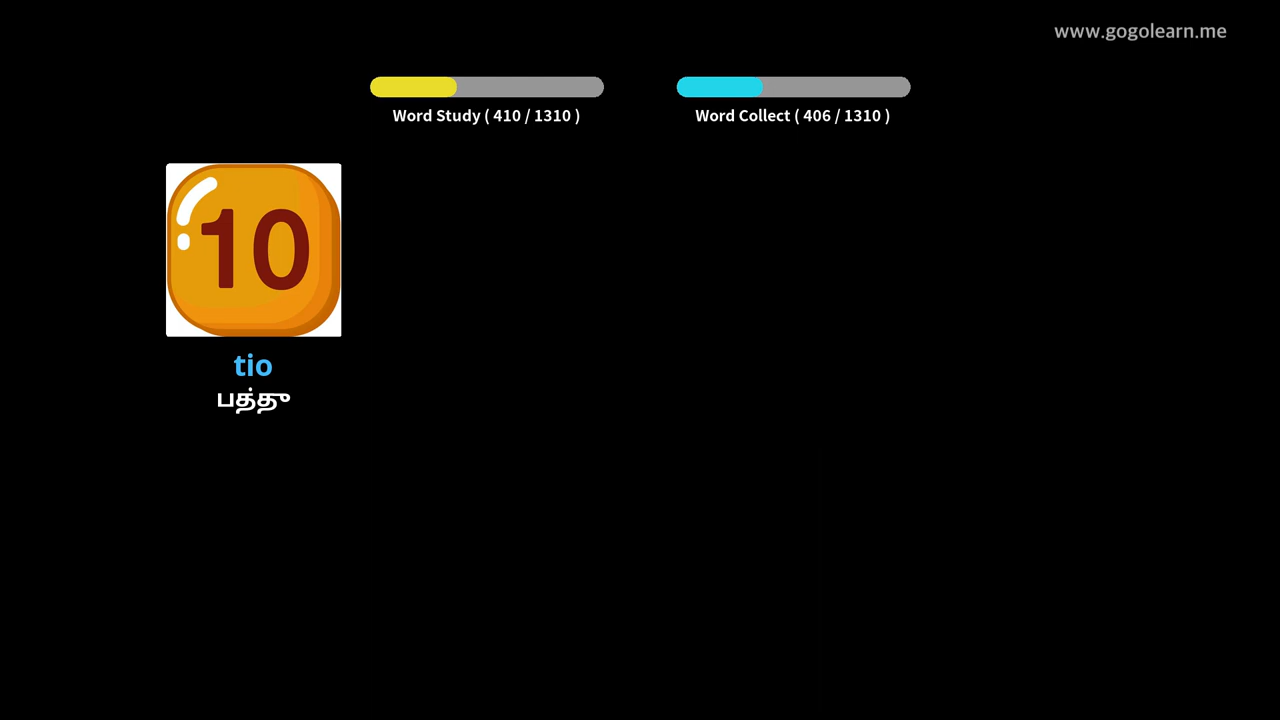 www.gogolearn.me
Word Study ( 410 / 1310 )
Word Collect ( 406 / 1310 )
10
tio
பத்து